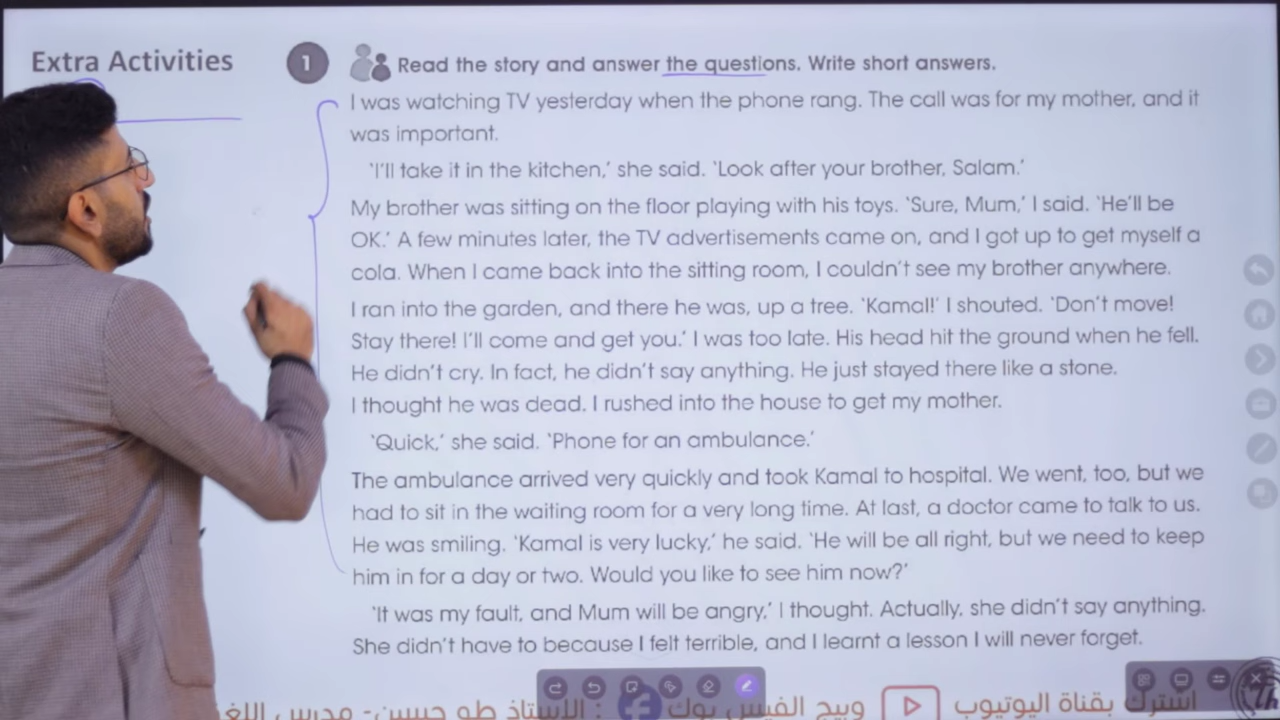 Extra Activities
1 Read the story and answer the questions. Write short answers.
I was watching TV yesterday when the phone rang. The call was for my mother, and it
was important.
‘I’ll take it in the kitchen,’ she said. ‘Look after your brother, Salam.’
My brother was sitting on the floor playing with his toys. ‘Sure, Mum,’ I said. ‘He’ll be
OK.’ A few minutes later, the TV advertisements came on, and I got up to get myself a
cola. When I came back into the sitting room, I couldn’t see my brother anywhere.
I ran into the garden, and there he was, up a tree. ‘Kamal!’ I shouted. ‘Don’t move!
Stay there! I’ll come and get you.’ I was too late. His head hit the ground when he fell.
He didn’t cry. In fact, he didn’t say anything. He just stayed there like a stone.
I thought he was dead. I rushed into the house to get my mother.
‘Quick,’ she said. ‘Phone for an ambulance.’
The ambulance arrived very quickly and took Kamal to hospital. We went, too, but we
had to sit in the waiting room for a very long time. At last, a doctor came to talk to us.
He was smiling. ‘Kamal is very lucky,’ he said. ‘He will be all right, but we need to keep
him in for a day or two. Would you like to see him now?’
‘It was my fault, and Mum will be angry,’ I thought. Actually, she didn’t say anything.
She didn’t have to because I felt terrible, and I learnt a lesson I will never forget.
اشترك بقناة اليوتيوب وبيج الفيس بوك : الاستاذ طه حسين - مدرس